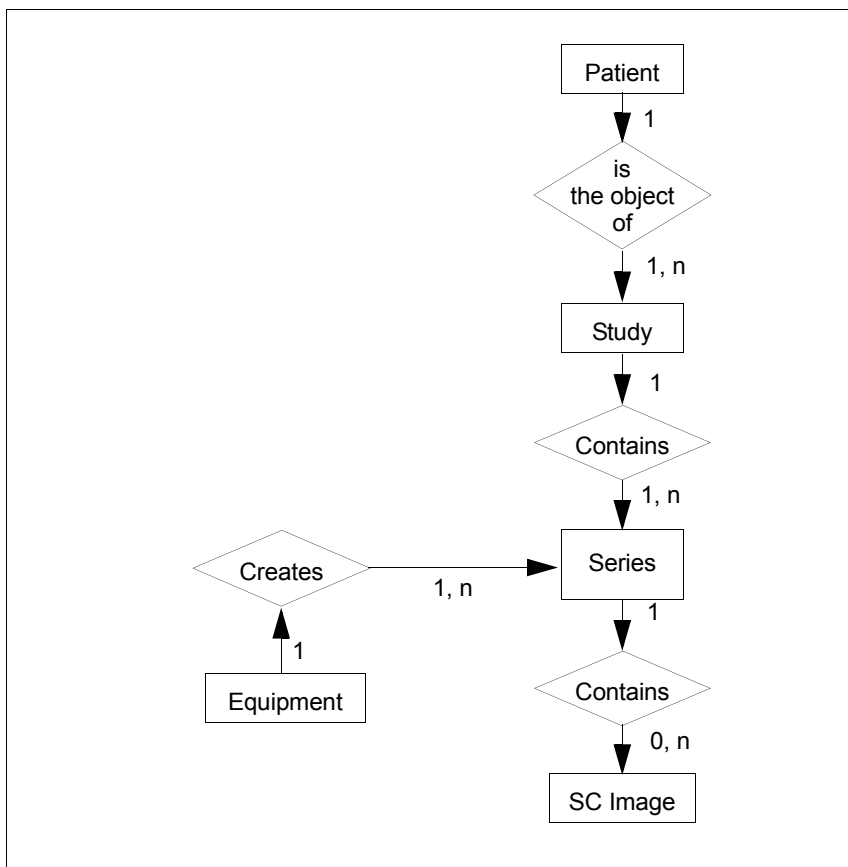 Patient
1
is
the object
of
1, n
Study
1
Contains
1, n
Creates
1, n
Series
1
1
Equipment
Contains
0, n
SC Image